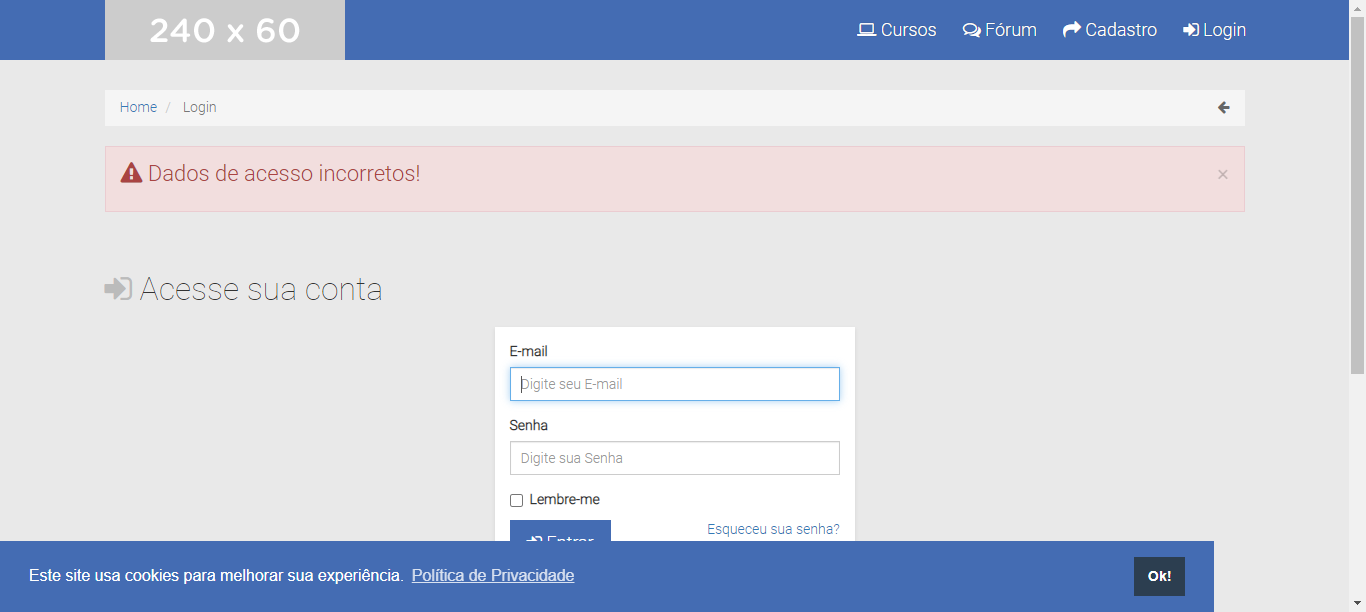 240 x 60
Cursos Fórum Cadastro Login
Home / Login
Dados de acesso incorretos! ×
Acesse sua conta
E-mail
Digite seu E-mail
Senha
Digite sua Senha
Lembre-me
Esqueceu sua senha?
Entrar
Este site usa cookies para melhorar sua experiência. Política de Privacidade Ok!